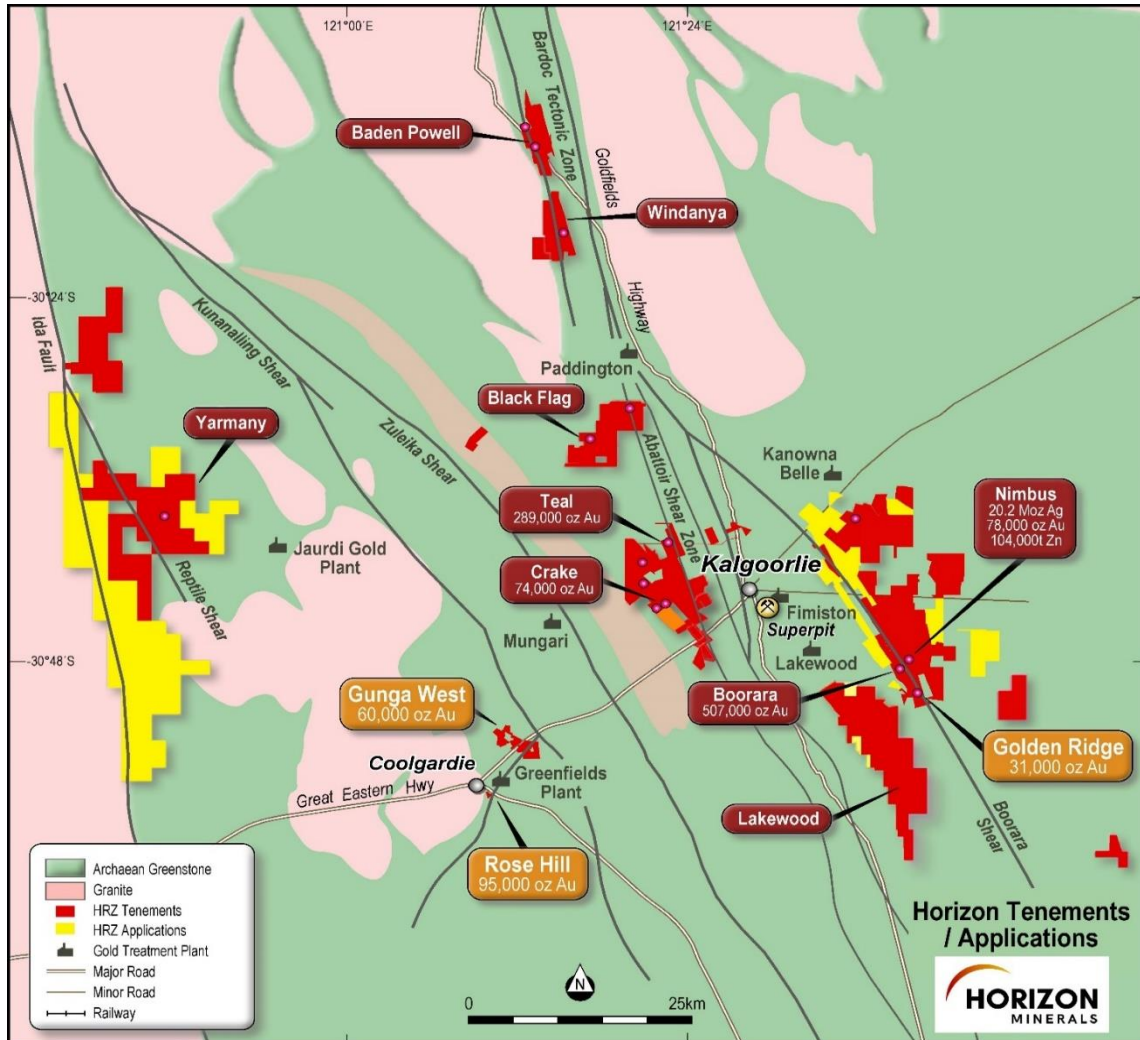 121°00´E
121°24´E
Bardoc Tectonic Zone
Baden Powell
Goldfields
Windanya
-30°24´S
Highway
Ida Fault
Kunanalling Shear
Paddington
Black Flag
Yarmany
Zuleika Shear
Abattoir Shear Zone
Kanowna
Belle
Teal
289,000 oz Au
Nimbus
20.2 Moz Ag
78,000 oz Au
104,000t Zn
Jaurdi Gold
Plant
Reptile Shear
Crake
74,000 oz Au
Kalgoorlie
Fimiston
Superpit
Mungari
Lakewood
-30°48´S
Gunga West
60,000 oz Au
Boorara
507,000 oz Au
Golden Ridge
31,000 oz Au
Coolgardie
Greenfields
Plant
Great Eastern Hwy
Lakewood
Boorara
Shear
Rose Hill
95,000 oz Au
Archaean Greenstone
Granite
HRZ Tenements
HRZ Applications
Gold Treatment Plant
Major Road
Minor Road
Railway
N
0
25km
Horizon Tenements
/ Applications
HORIZON
MINERALS